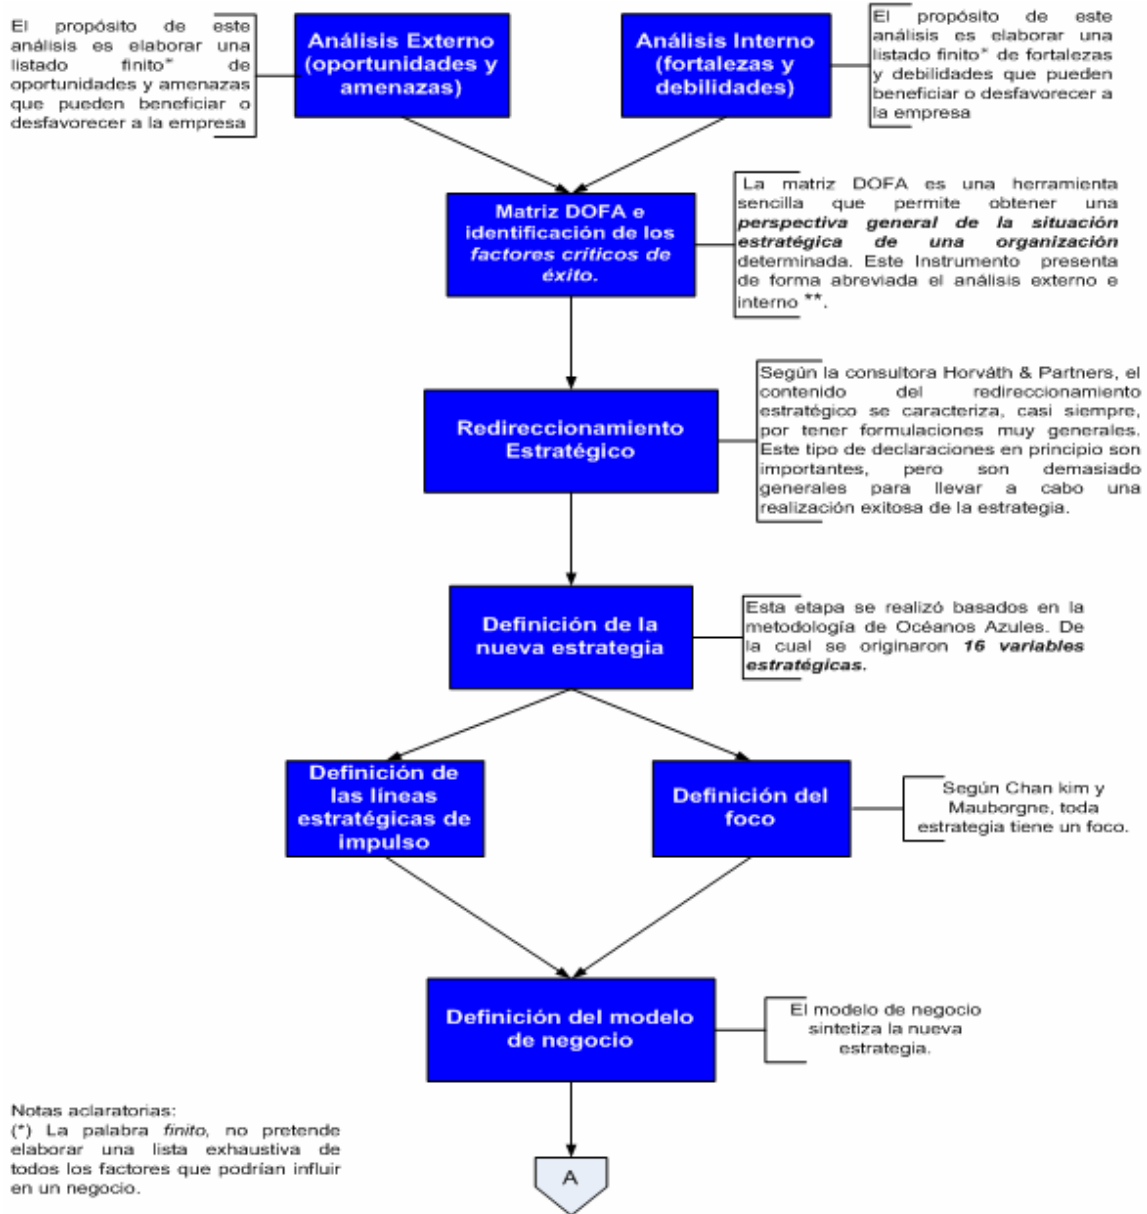 El propósito de este
análisis es elaborar una
listado finito* de
oportunidades y amenazas
que pueden beneficiar o
desfavorecer a la empresa
Análisis Externo
(oportunidades y
amenazas)
Análisis Interno
(fortalezas y
debilidades)
El propósito de este
análisis es elaborar una
listado finito* de fortalezas
y debilidades que pueden
beneficiar o desfavorecer a
la empresa
Matriz DOFA e
identificación de los
factores críticos de
éxito.
La matriz DOFA es una herramienta
sencilla que permite obtener una
perspectiva general de la situación
estratégica de una organización
determinada. Este Instrumento presenta
de forma abreviada el análisis externo e
interno **.
Redireccionamiento
Estratégico
Según la consultora Horváth & Partners, el
contenido del redireccionamiento
estratégico se caracteriza, casi siempre,
por tener formulaciones muy generales.
Este tipo de declaraciones en principio son
importantes, pero son demasiado
generales para llevar a cabo una
realización exitosa de la estrategia.
Definición de la
nueva estrategia
Esta etapa se realizó basados en la
metodología de Océanos Azules. De
la cual se originaron 16 variables
estratégicas.
Definición de
las líneas
estratégicas de
impulso
Definición del
foco
Según Chan kim y
Mauborgne, toda
estrategia tiene un foco.
Definición del modelo
de negocio
El modelo de negocio
sintetiza la nueva
estrategia.
Notas aclaratorias:
(*) La palabra finito, no pretende
elaborar una lista exhaustiva de
todos los factores que podrían influir
en un negocio.
A